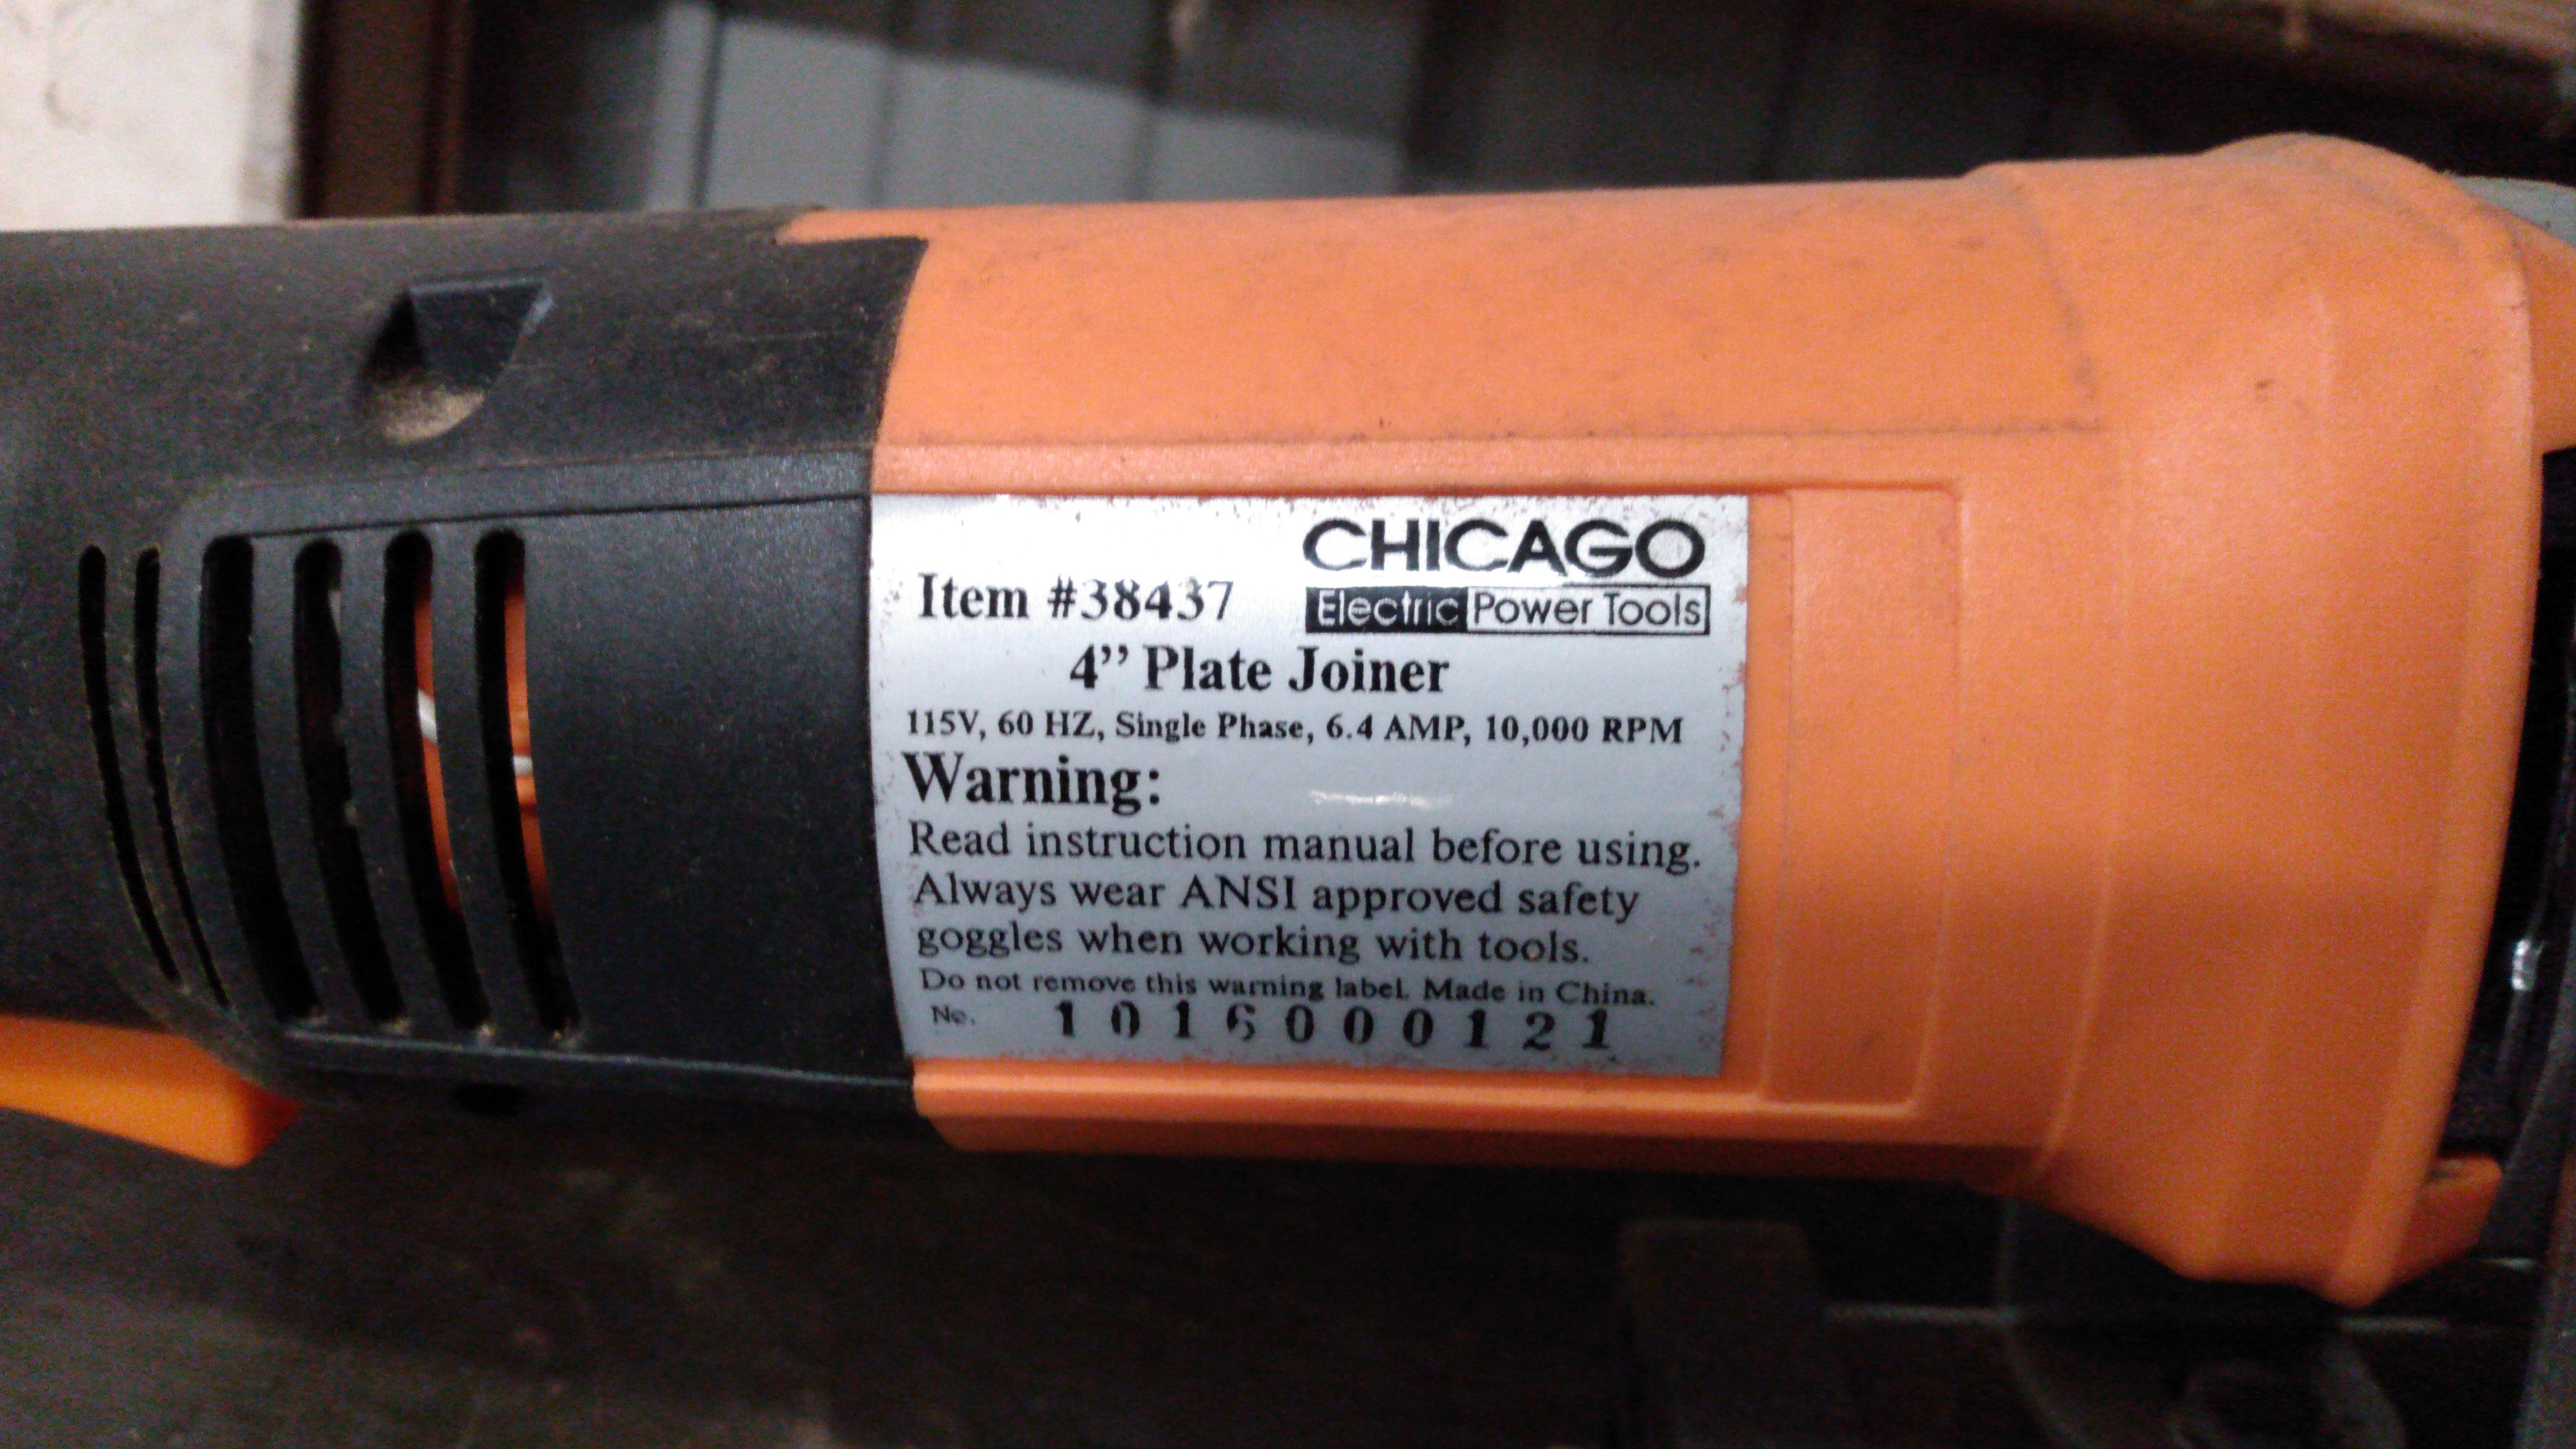 CHICAGO
Electric Power Tools
Item #38437
4” Plate Joiner
115V, 60 HZ, Single Phase, 6.4 AMP, 10,000 RPM
Warning:
Read instruction manual before using.
Always wear ANSI approved safety
goggles when working with tools.
Do not remove this warning label. Made in China.
No. 1016000121